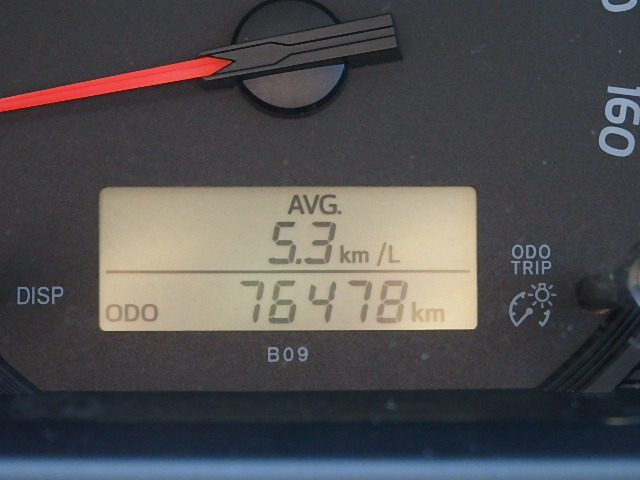 160
AVG.
5.3 km/L
ODO 76478 km
DISP
ODO
TRIP
B09